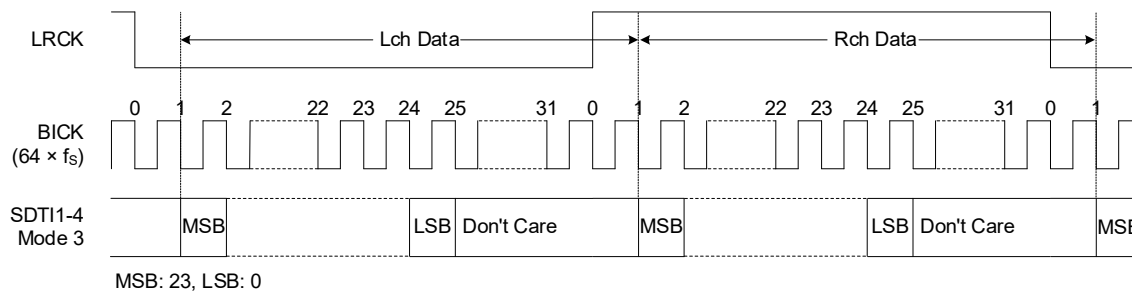 LRCK
Lch Data
Rch Data
0 1 2 22 23 24 25 31 0 1 2 22 23 24 25 31 0 1
BICK
(64 × fS)
SDTI1-4
Mode 3
MSB LSB Don't Care MSB LSB Don't Care MSB
MSB: 23, LSB: 0